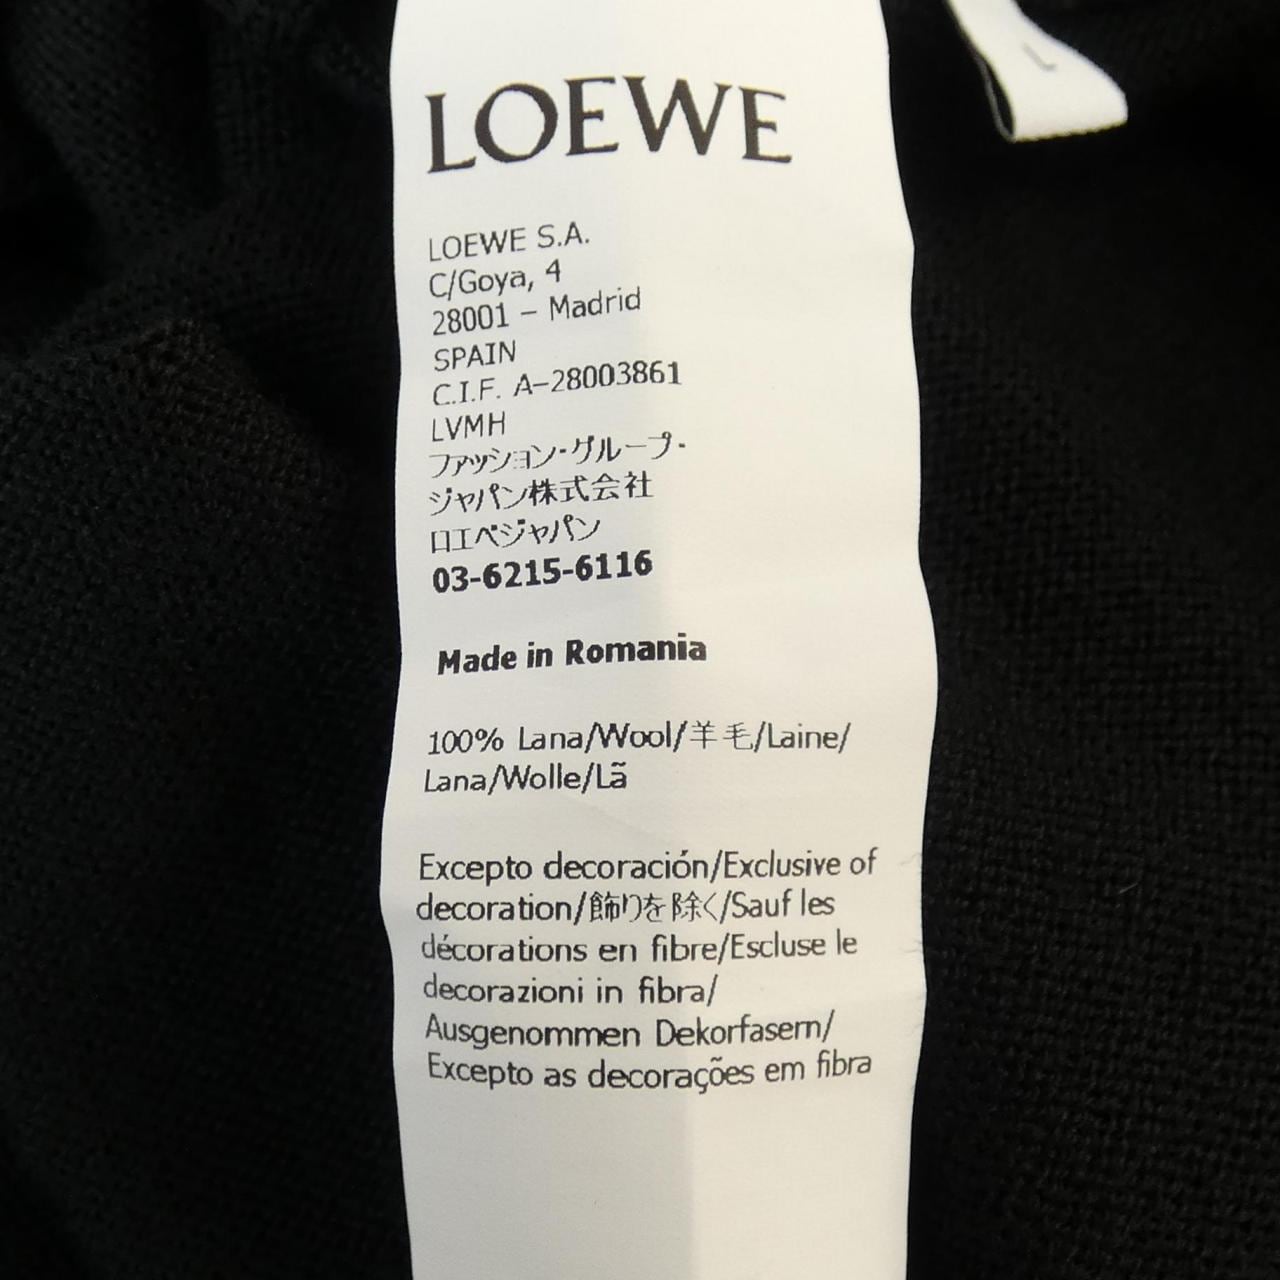 L
LOEWE
LOEWE S.A.
C/Goya, 4
28001 – Madrid
SPAIN
C.I.F. A–28003861
LVMH
ファッション・グループ・
ジャパン株式会社
ロエベジャパン
03-6215-6116
Made in Romania
100% Lana/Wool/羊毛/Laine/
Lana/Wolle/Lã
Excepto decoración/Exclusive of
decoration/飾りを除く/Sauf les
décorations en fibre/Escluse le
decorazioni in fibra/
Ausgenommen Dekorfasern/
Excepto as decorações em fibra